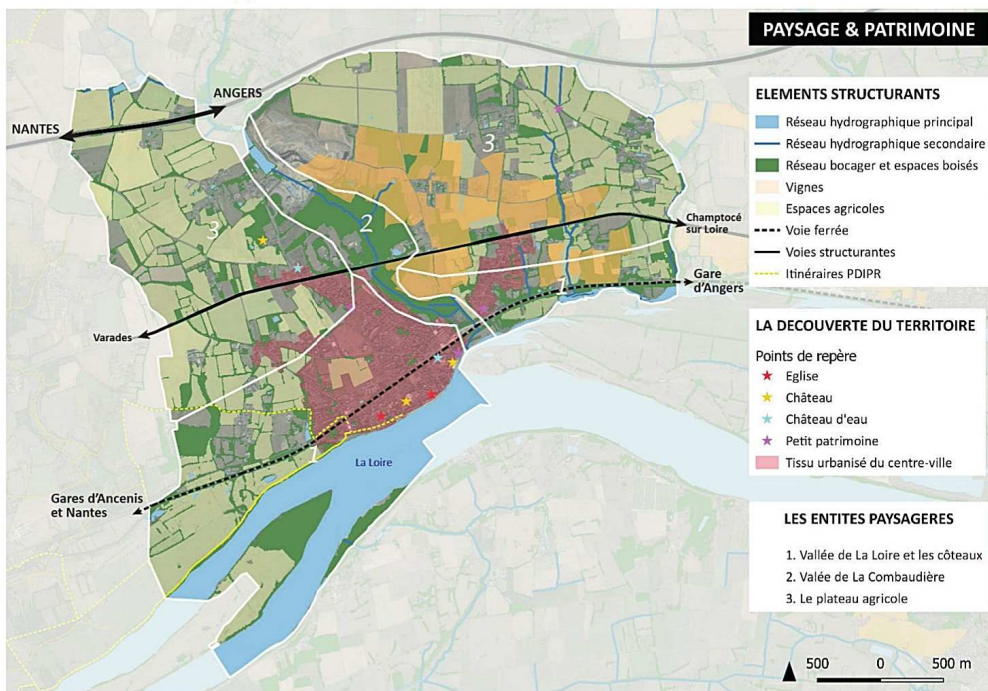 PAYSAGE & PATRIMOINE
ELEMENTS STRUCTURANTS
Réseau hydrographique principal
Réseau hydrographique secondaire
Réseau bocager et espaces boisés
Vignes
Espaces agricoles
Voie ferrée
Voies structurantes
Itinéraires PDIPR
LA DECOUVERTE DU TERRITOIRE
Points de repère
Eglise
Château
Château d'eau
Petit patrimoine
Tissu urbanisé du centre-ville
LES ENTITES PAYSAGERES
1. Vallée de La Loire et les côteaux
2. Valée de La Combaudière
3. Le plateau agricole
500 0 500 m
ANGERS
NANTES
3
3
2
1
Champtocé
sur Loire
Gare
d'Angers
Varades
La Loire
Gares d'Ancenis
et Nantes